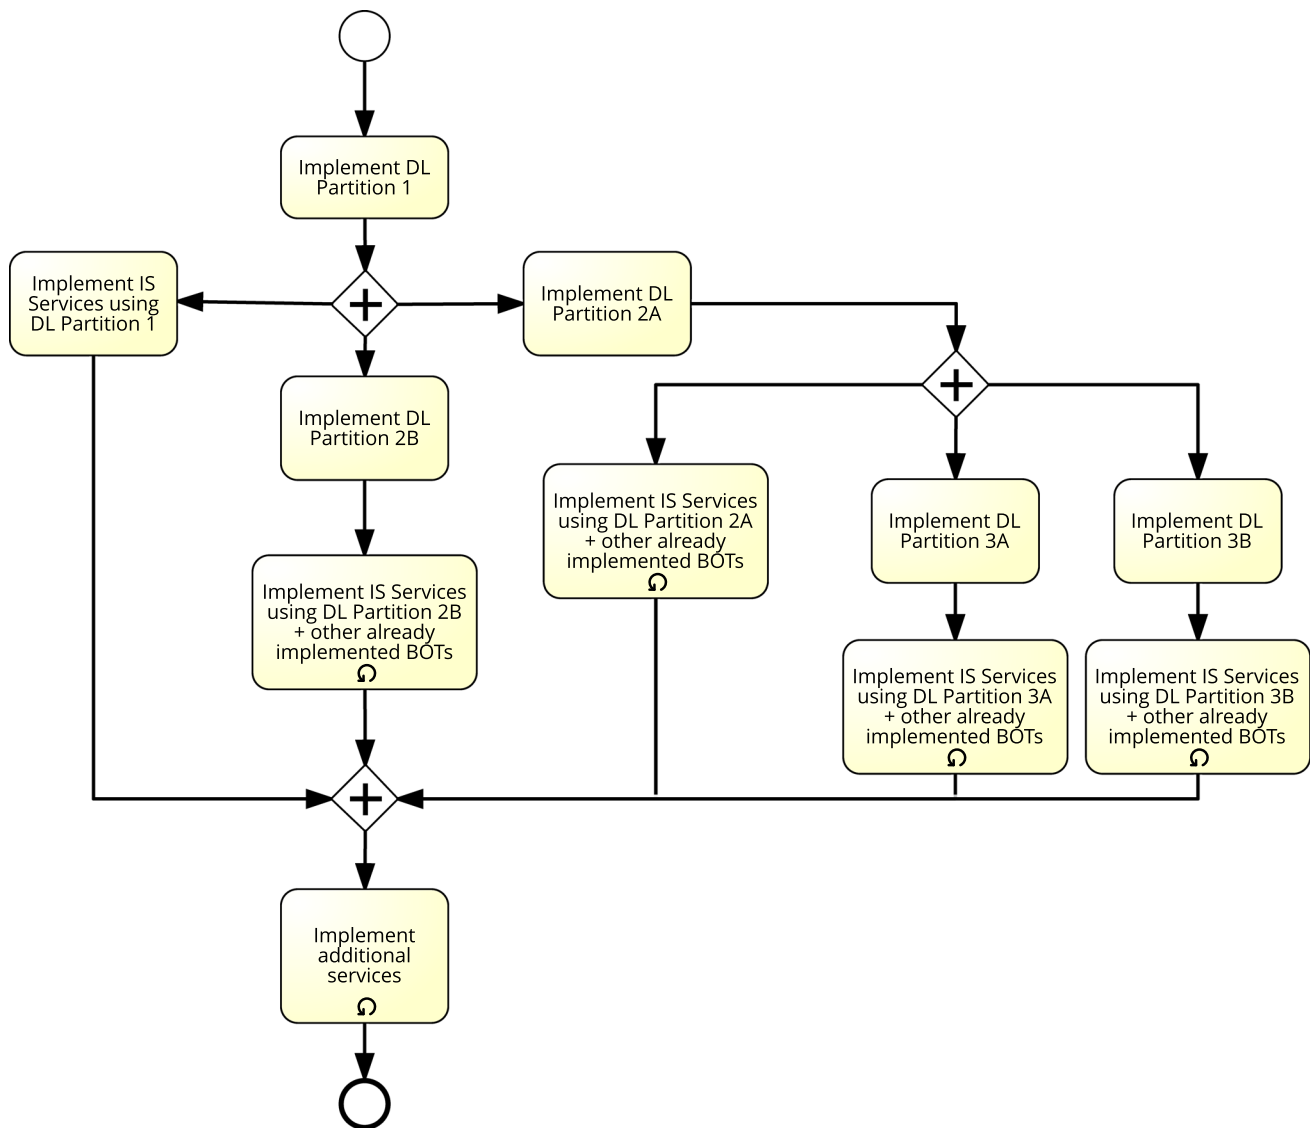 Implement DL
Partition 1
Implement IS
Services using
DL Partition 1
Implement DL
Partition 2A
Implement DL
Partition 2B
Implement IS Services
using DL Partition 2A
+ other already
implemented BOTs
Implement DL
Partition 3A
Implement DL
Partition 3B
Implement IS Services
using DL Partition 2B
+ other already
implemented BOTs
Implement IS Services
using DL Partition 3A
+ other already
implemented BOTs
Implement IS Services
using DL Partition 3B
+ other already
implemented BOTs
Implement
additional
services